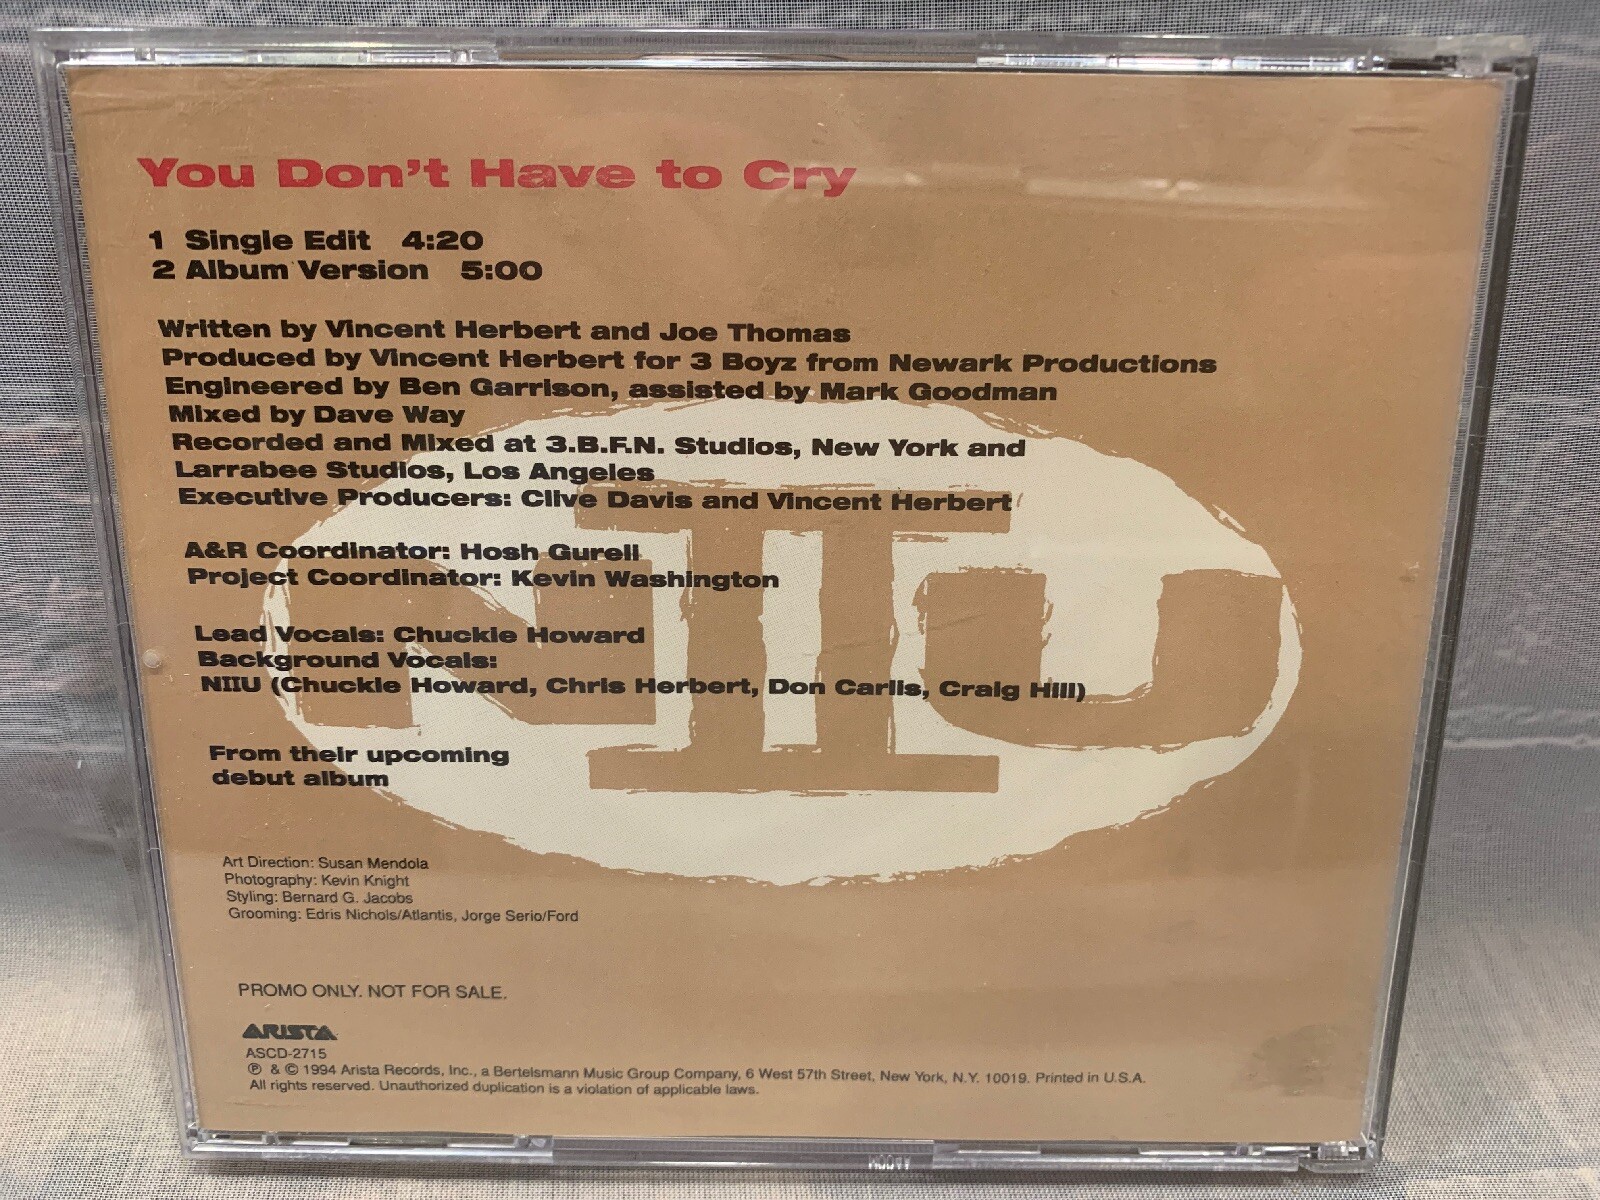 You Don't Have to Cry
1 Single Edit 4:20
2 Album Version 5:00
Written by Vincent Herbert and Joe Thomas
Produced by Vincent Herbert for 3 Boyz from Newark Productions
Engineered by Ben Garrison, assisted by Mark Goodman
Mixed by Dave Way
Recorded and Mixed at 3.B.F.N. Studios, New York and
Larrabee Studios, Los Angeles
Executive Producers: Clive Davis and Vincent Herbert
A&R Coordinator: Hosh Gurell
Project Coordinator: Kevin Washington
Lead Vocals: Chuckie Howard
Background Vocals:
NIIU (Chuckie Howard, Chris Herbert, Don Carlis, Craig Hill)
NIIU
From their upcoming
debut album
Art Direction: Susan Mendola
Photography: Kevin Knight
Styling: Bernard G. Jacobs
Grooming: Edris Nichols/Atlantis, Jorge Serio/Ford
PROMO ONLY. NOT FOR SALE.
ARISTA
ASCD-2715
℗ & © 1994 Arista Records, Inc., a Bertelsmann Music Group Company, 6 West 57th Street, New York, N.Y. 10019. Printed in U.S.A.
All rights reserved. Unauthorized duplication is a violation of applicable laws.